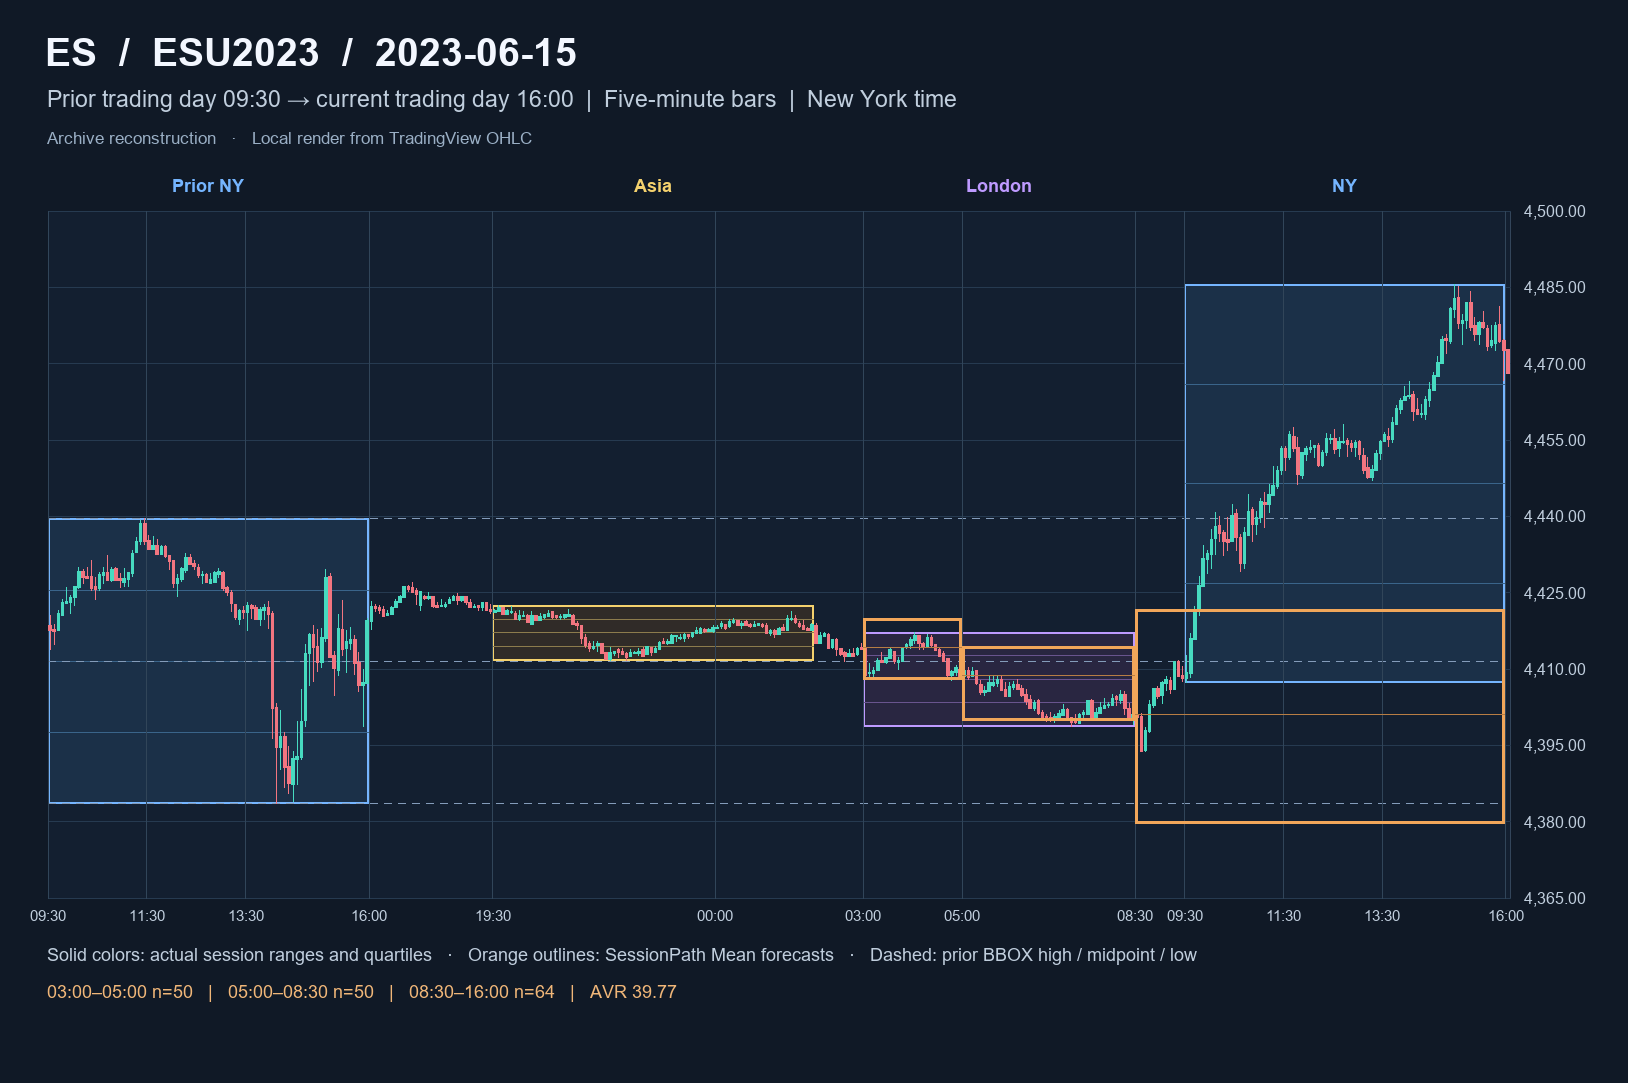 ES / ESU2023 / 2023-06-15
Prior trading day 09:30 → current trading day 16:00 | Five-minute bars | New York time
Archive reconstruction · Local render from TradingView OHLC
Prior NY Asia London NY
4,500.00
4,485.00
4,470.00
4,455.00
4,440.00
4,425.00
4,410.00
4,395.00
4,380.00
4,365.00
09:30 11:30 13:30 16:00 19:30 00:00 03:00 05:00 08:30 09:30 11:30 13:30 16:00
Solid colors: actual session ranges and quartiles · Orange outlines: SessionPath Mean forecasts · Dashed: prior BBOX high / midpoint / low
03:00–05:00 n=50 | 05:00–08:30 n=50 | 08:30–16:00 n=64 | AVR 39.77